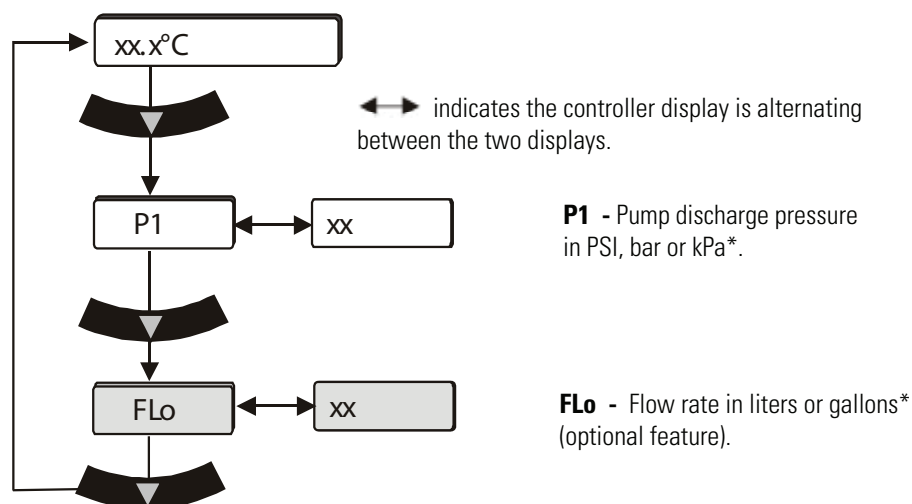 xx.x°C
indicates the controller display is alternating
between the two displays.
P1
xx
P1 - Pump discharge pressure
in PSI, bar or kPa*.
FLo
xx
FLo - Flow rate in liters or gallons*
(optional feature).